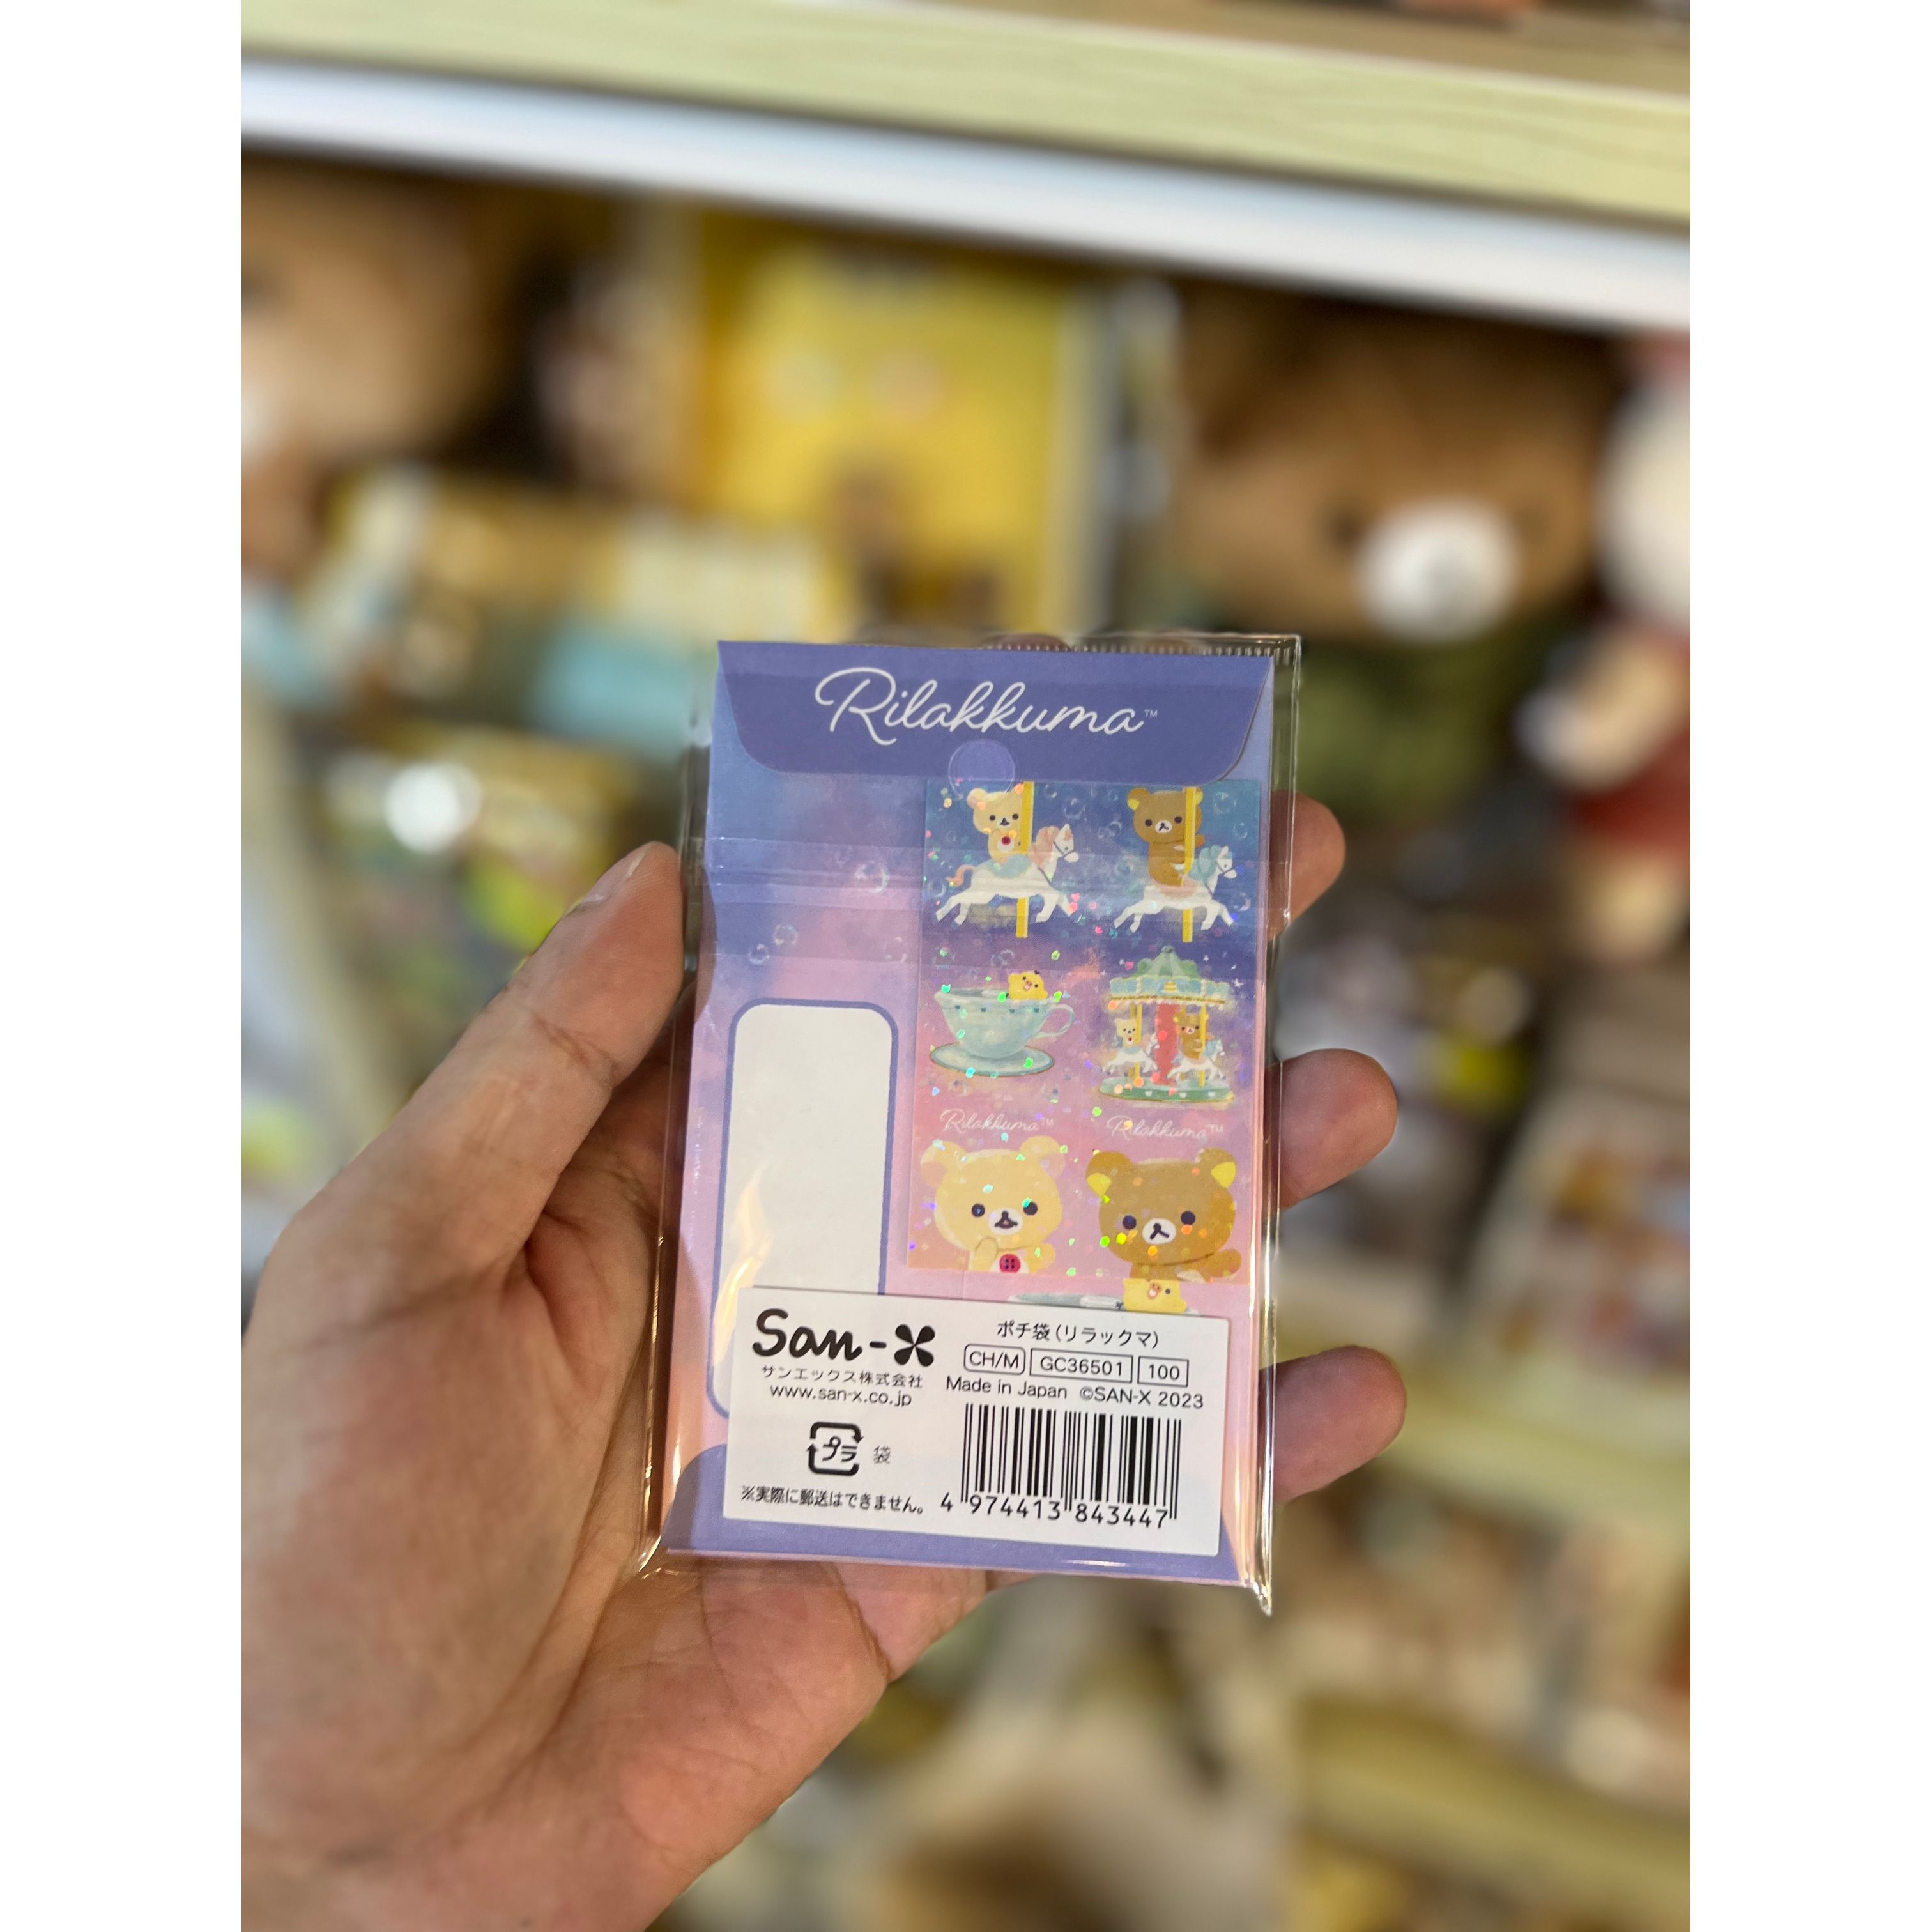 Rilakkuma™
Rilakkuma™ Rilakkuma™
San-X
サンエックス株式会社
www.san-x.co.jp
プラ 袋
※実際に郵送はできません。
ポチ袋(リラックマ)
CH/M GC36501 100
Made in Japan ©SAN-X 2023
4 974413 843447